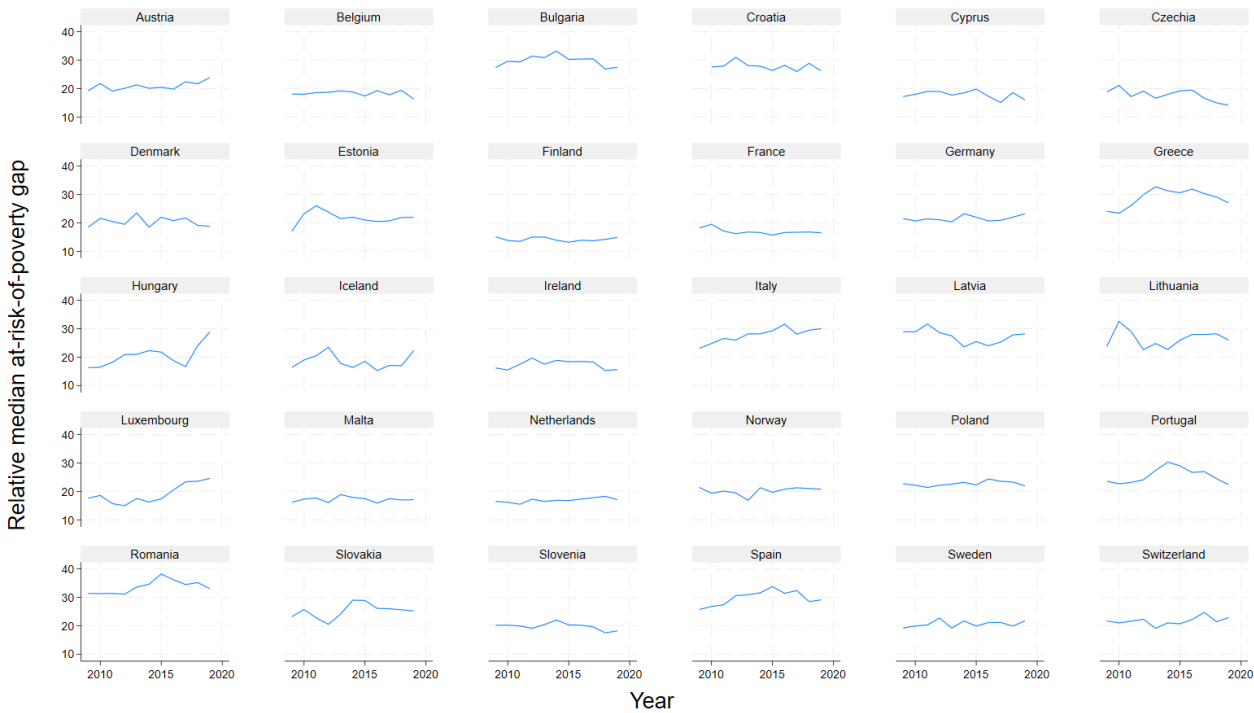 Austria Belgium Bulgaria Croatia Cyprus Czechia
40
30
20
10
Denmark Estonia Finland France Germany Greece
40
30
20
10
Hungary Iceland Ireland Italy Latvia Lithuania
40
30
20
10
Luxembourg Malta Netherlands Norway Poland Portugal
40
30
20
10
Romania Slovakia Slovenia Spain Sweden Switzerland
40
30
20
10
2010 2015 2020 2010 2015 2020 2010 2015 2020 2010 2015 2020 2010 2015 2020 2010 2015 2020
Relative median at-risk-of-poverty gap
Year